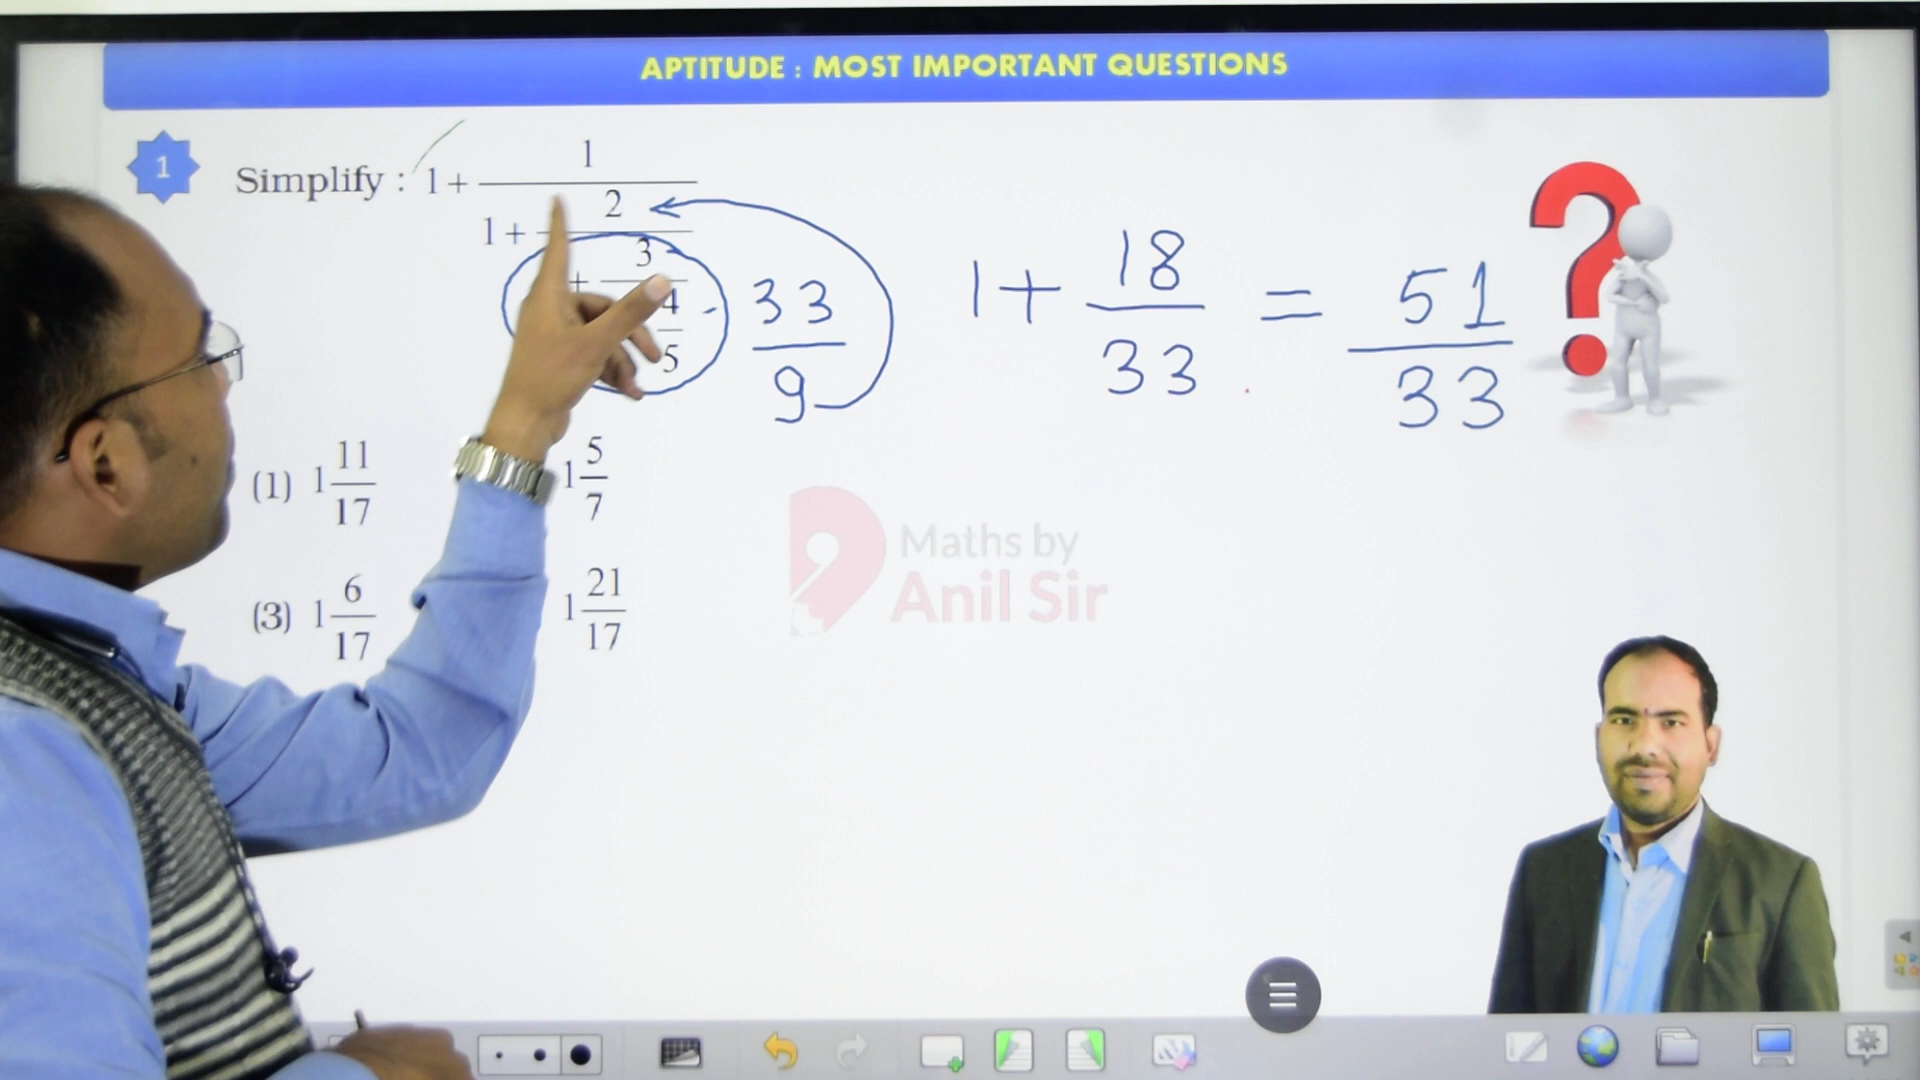 APTITUDE : MOST IMPORTANT QUESTIONS
1
Simplify : 1 + 1
1 + 2
+ 3
4
5
- 33
9
1 + 18
33
= 51
33
(1) 1 11
17
1 5
7
(3) 1 6
17
1 21
17
Maths by
Anil Sir